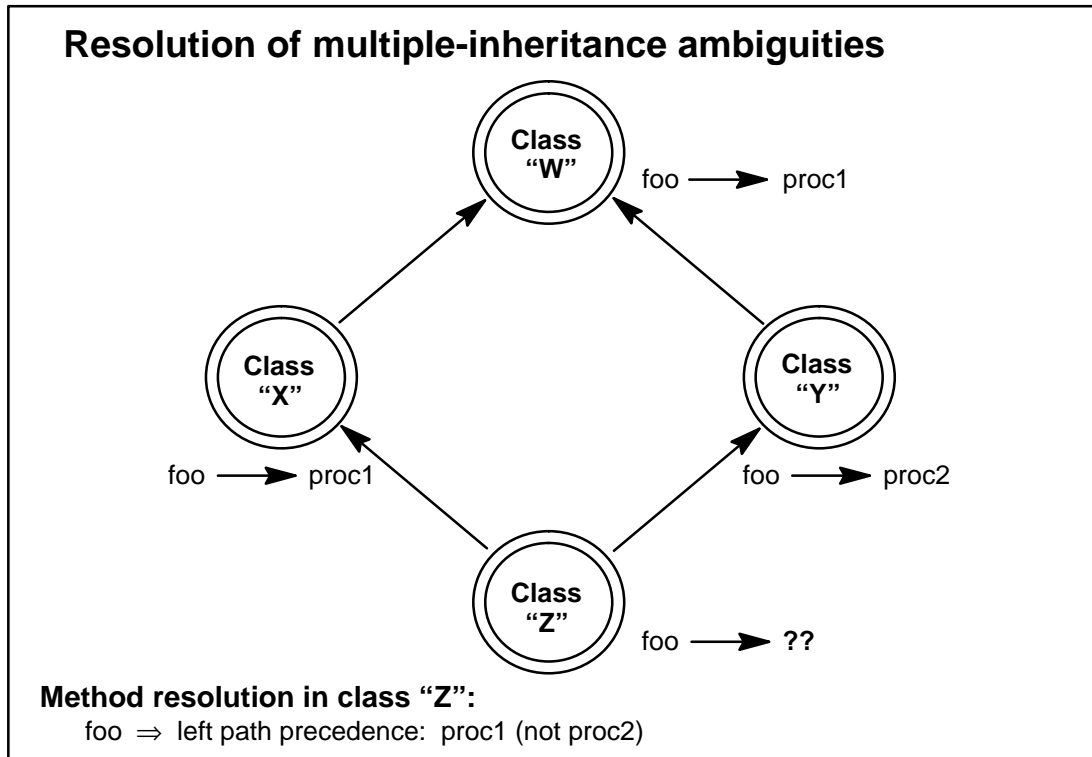 Resolution of multiple-inheritance ambiguities
Class
“W”
foo proc1
Class
“X”
Class
“Y”
foo proc1
foo proc2
Class
“Z”
foo ??
Method resolution in class “Z”:
foo ⇒ left path precedence: proc1 (not proc2)